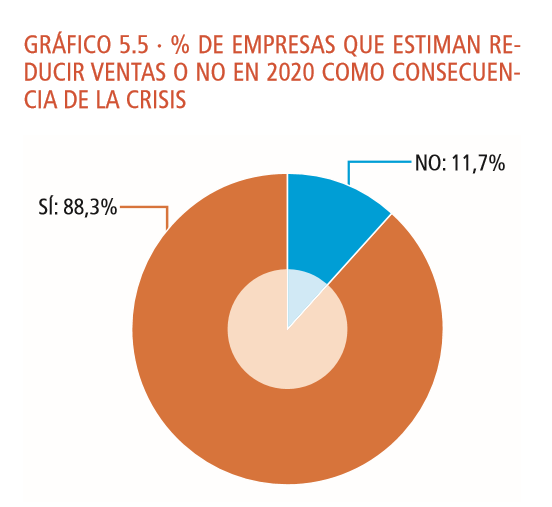 GRÁFICO 5.5 · % DE EMPRESAS QUE ESTIMAN RE-
DUCIR VENTAS O NO EN 2020 COMO CONSECUEN-
CIA DE LA CRISIS
NO: 11,7%
SÍ: 88,3%